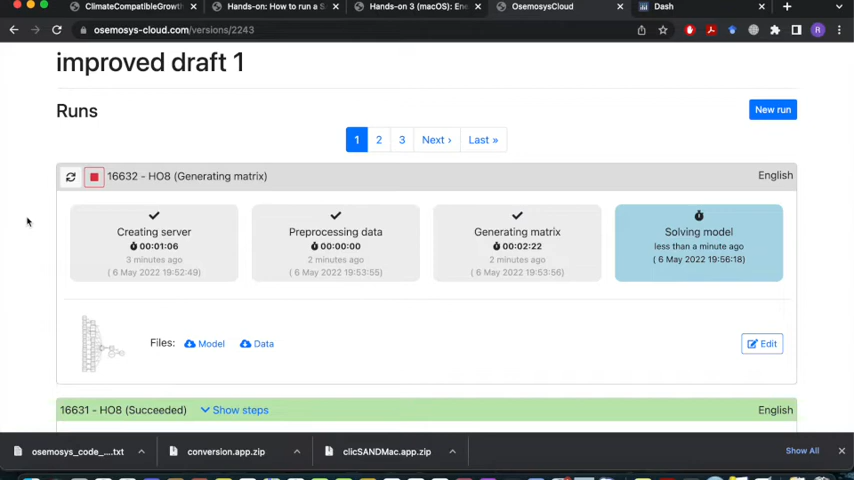 ClimateCompatibleGrowth
Hands-on: How to run a S
Hands-on 3 (macOS): Ene
OsemosysCloud
Dash
osemosys-cloud.com/versions/2243
R
improved draft 1
Runs
New run
1 2 3 Next › Last »
16632 - HO8 (Generating matrix)
English
Creating server
00:01:06
3 minutes ago
( 6 May 2022 19:52:49)
Preprocessing data
00:00:00
2 minutes ago
( 6 May 2022 19:53:55)
Generating matrix
00:02:22
2 minutes ago
( 6 May 2022 19:53:56)
Solving model
less than a minute ago
( 6 May 2022 19:56:18)
Files: Model Data
Edit
16631 - HO8 (Succeeded) Show steps
English
osemosys_code_....txt
conversion.app.zip
clicSANDMac.app.zip
Show All